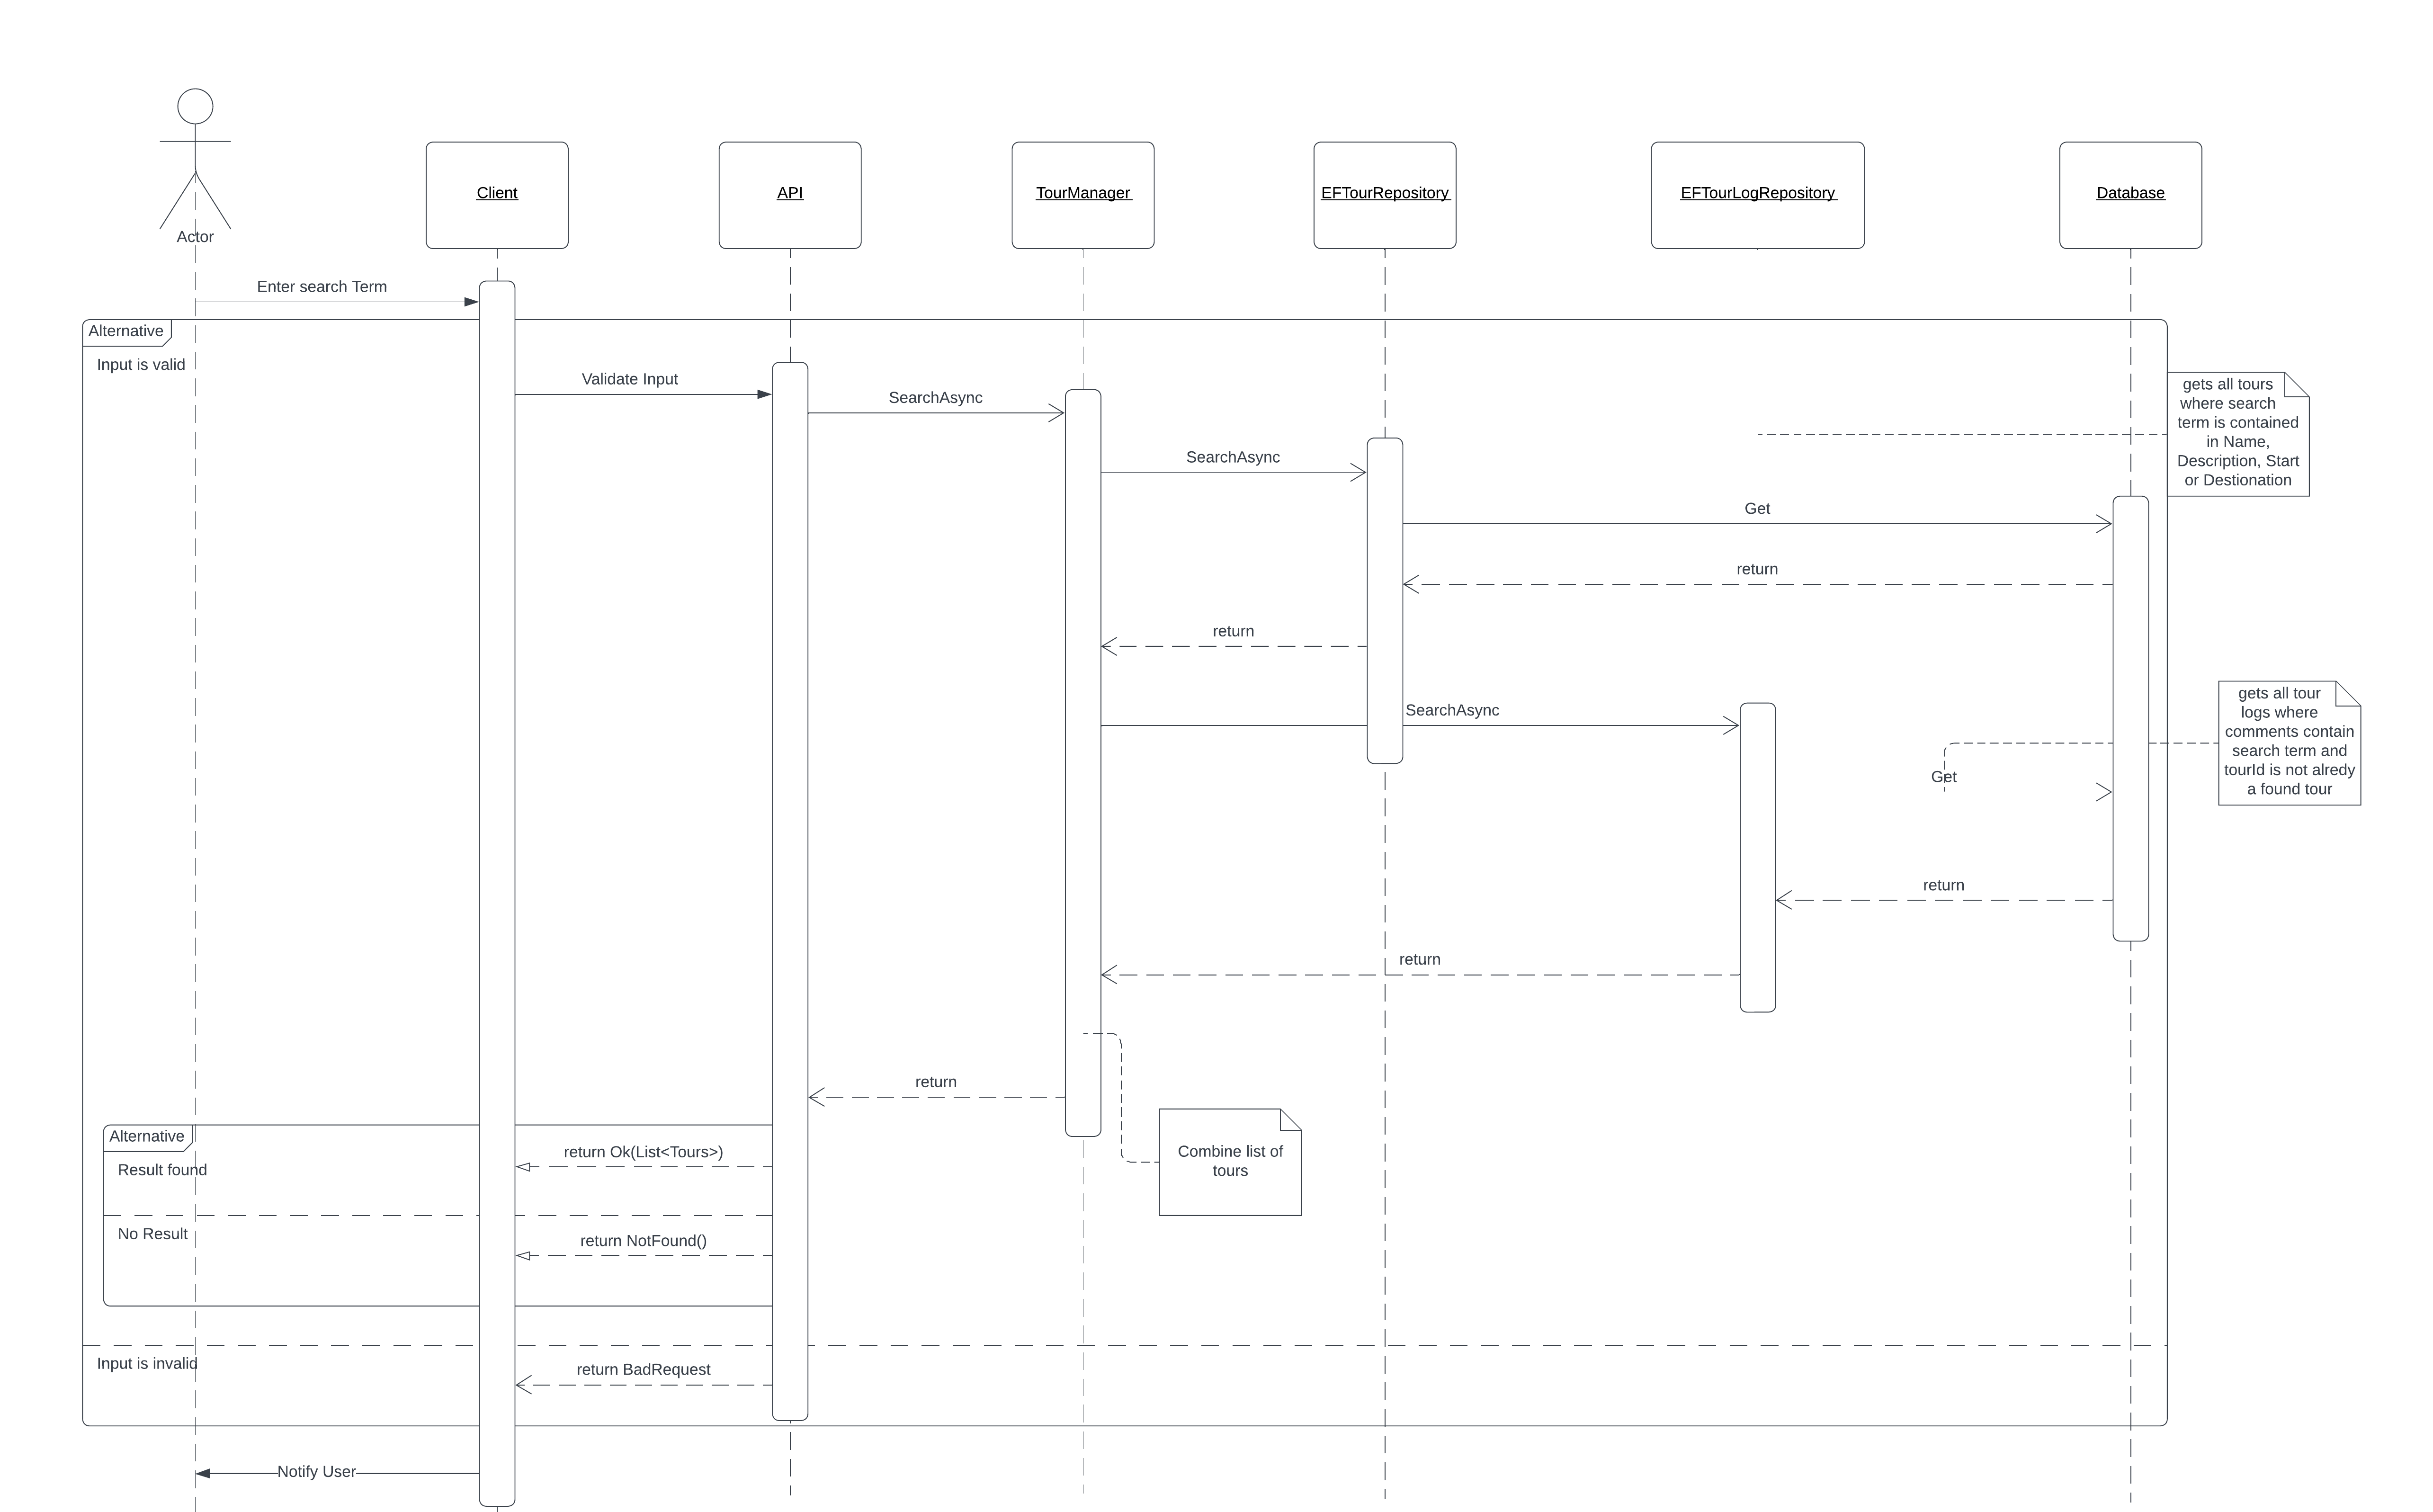 Actor
Client
API
TourManager
EFTourRepository
EFTourLogRepository
Database
Enter search Term
Alternative
Input is valid
Validate Input
SearchAsync
gets all tours
where search
term is contained
in Name,
Description, Start
or Destionation
SearchAsync
Get
return
return
SearchAsync
gets all tour
logs where
comments contain
search term and
tourId is not alredy
a found tour
Get
return
return
return
Alternative
Result found
return Ok(List<Tours>)
Combine list of
tours
No Result
return NotFound()
Input is invalid
return BadRequest
Notify User